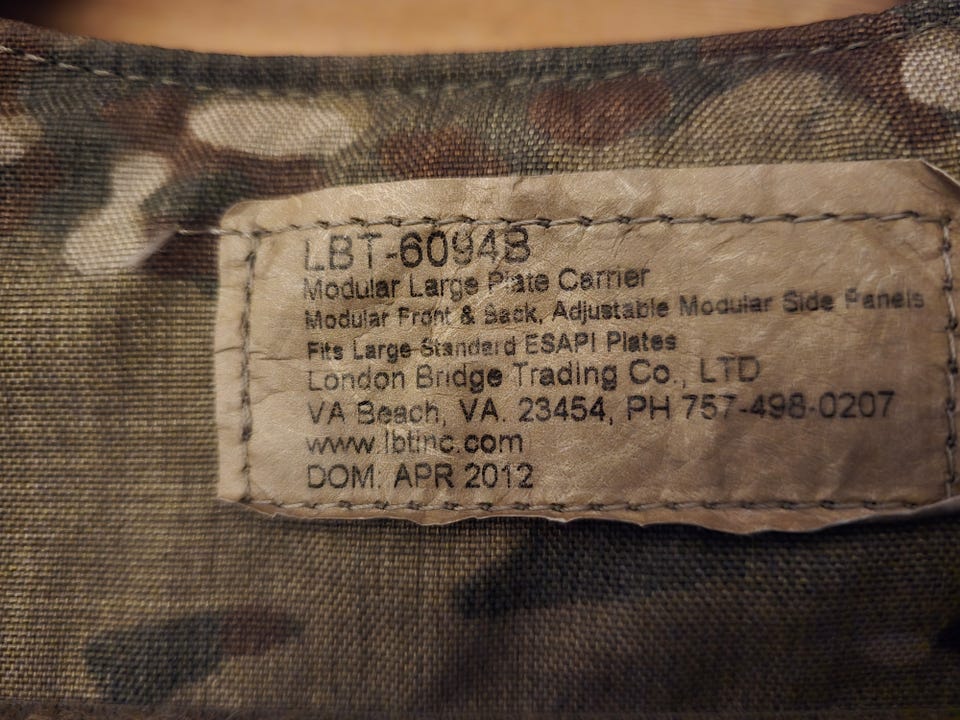 LBT-6094B
Modular Large Plate Carrier
Modular Front & Back, Adjustable Modular Side Panels
Fits Large Standard ESAPI Plates
London Bridge Trading Co., LTD
VA Beach, VA. 23454, PH 757-498-0207
www.lbtinc.com
DOM: APR 2012